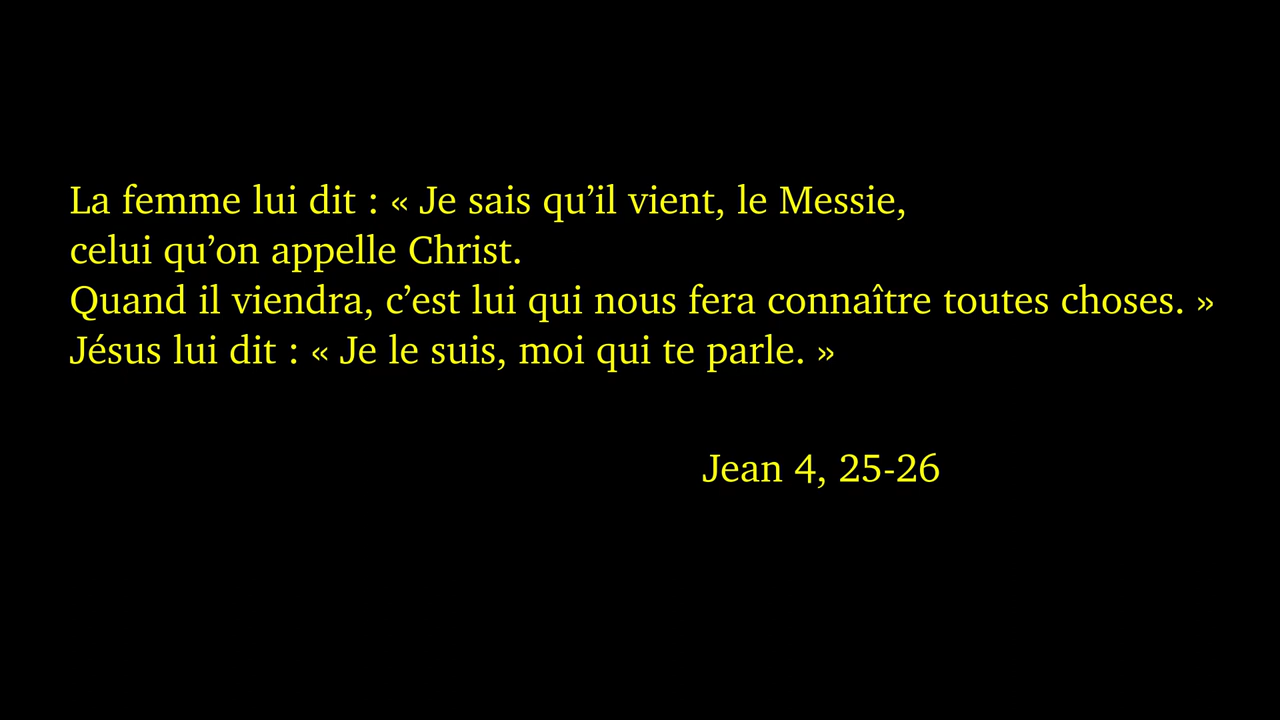 La femme lui dit : « Je sais qu’il vient, le Messie,
celui qu’on appelle Christ.
Quand il viendra, c’est lui qui nous fera connaître toutes choses. »
Jésus lui dit : « Je le suis, moi qui te parle. »
Jean 4, 25-26